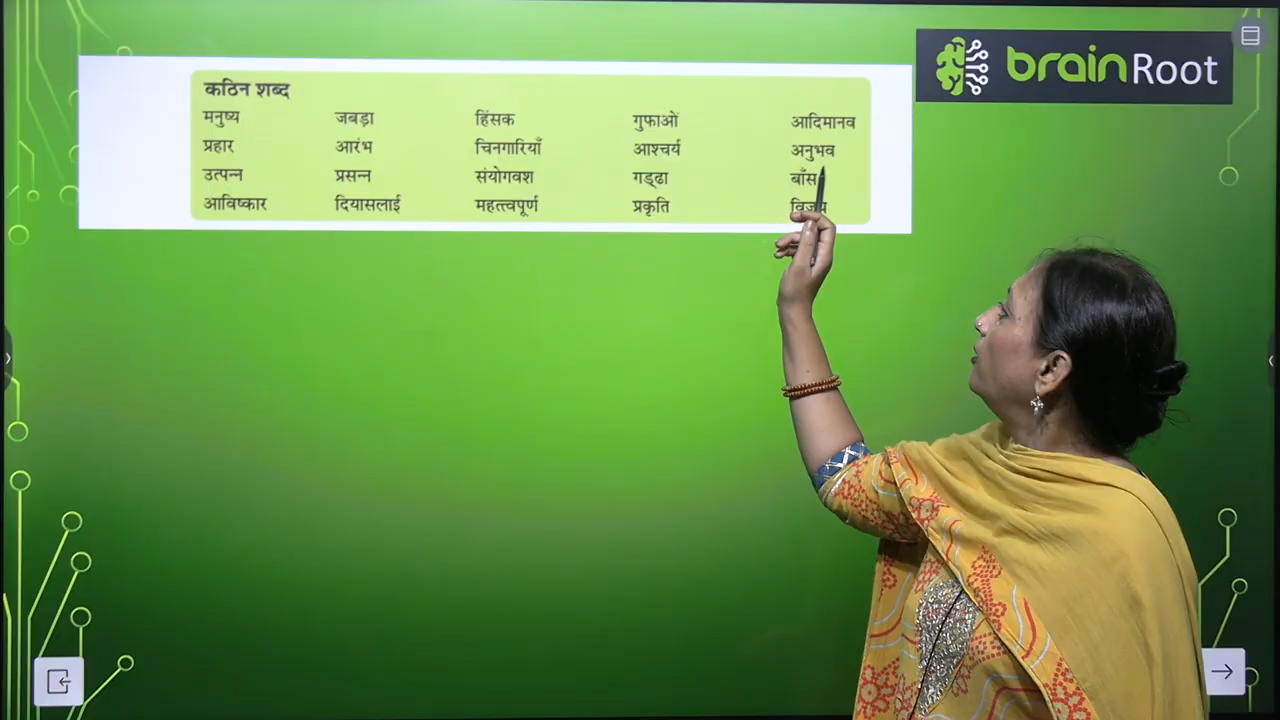 brainRoot
कठिन शब्द
मनुष्य जबड़ा हिंसक गुफाओं आदिमानव
प्रहार आरंभ चिनगारियाँ आश्चर्य अनुभव
उत्पन्न प्रसन्न संयोगवश गड्ढा बाँस
आविष्कार दियासलाई महत्त्वपूर्ण प्रकृति विजय